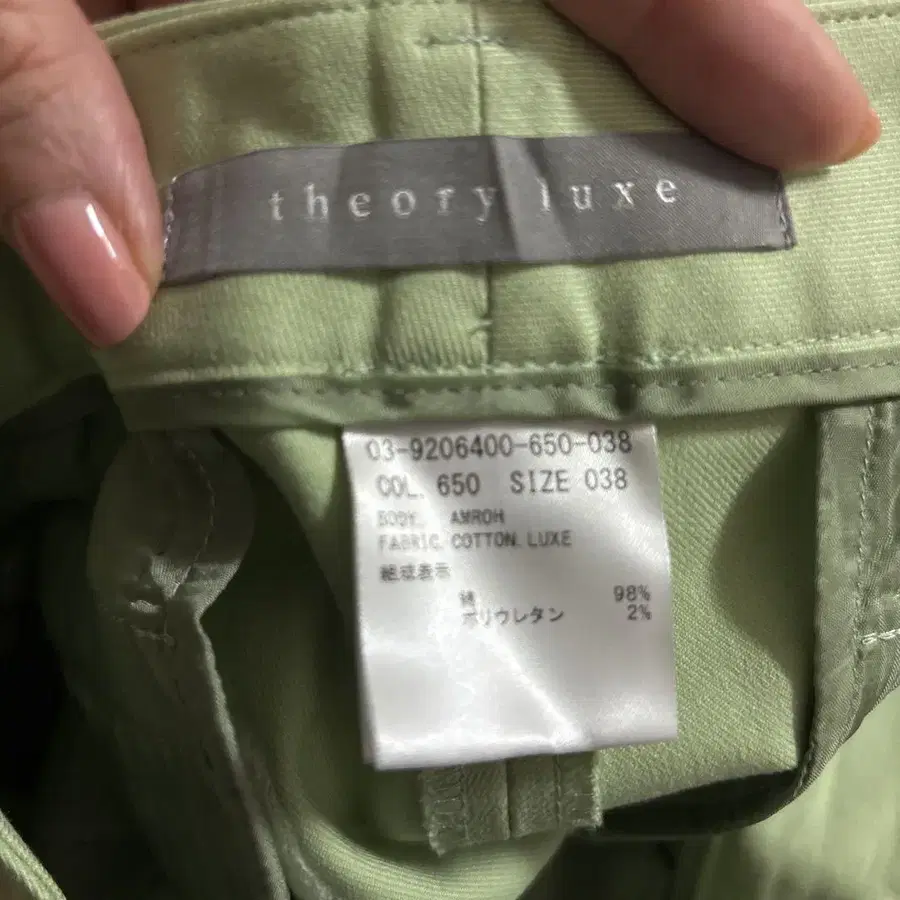 theory luxe
03-9206400-650-038
COL. 650 SIZE 038
BODY. AMROH
FABRIC. COTTON LUXE
組成表示
綿 98%
ポリウレタン 2%